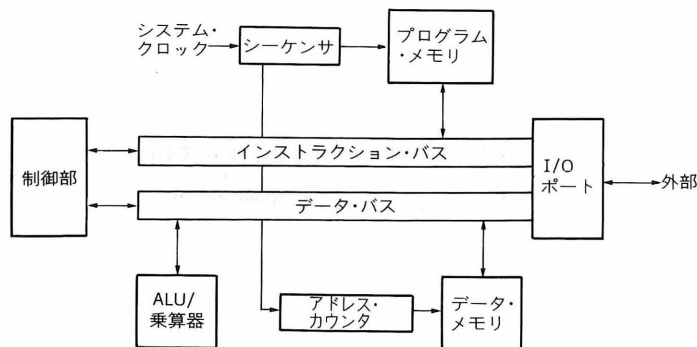 システム・
クロック
シーケンサ
プログラム
・メモリ
制御部
インストラクション・バス
I/O
ポート
外部
データ・バス
ALU/
乗算器
アドレス・
カウンタ
データ・
メモリ